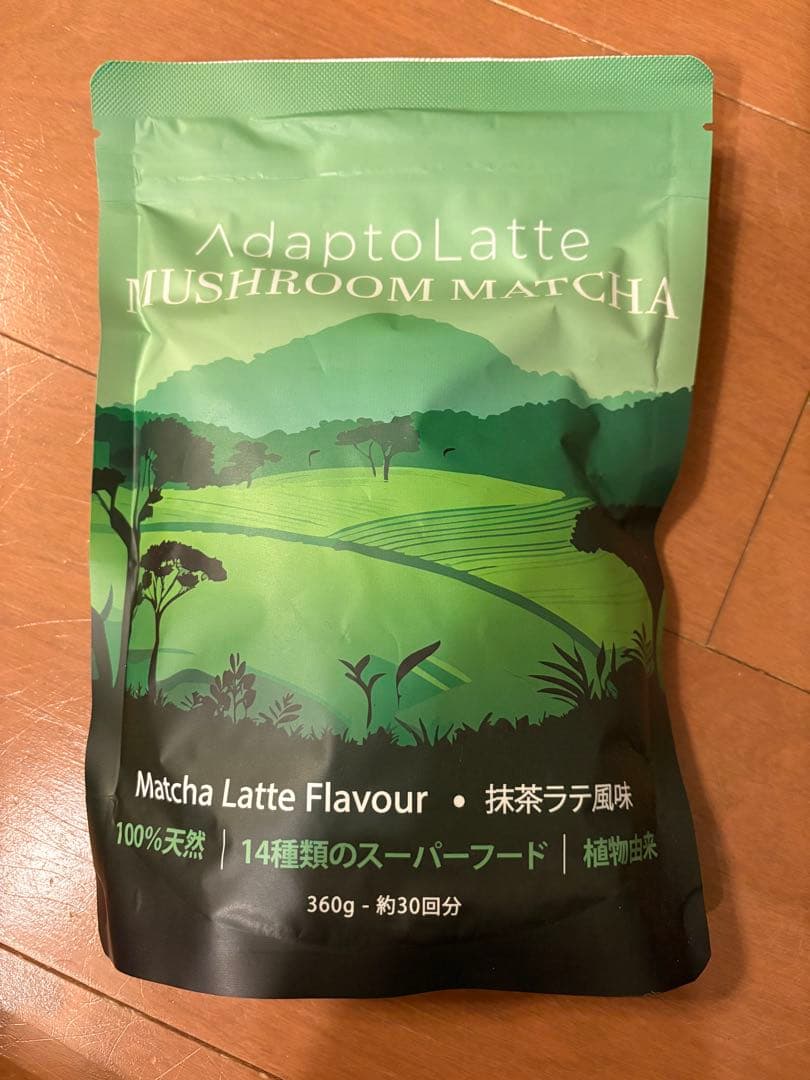 AdaptoLatte
MUSHROOM MATCHA
Matcha Latte Flavour • 抹茶ラテ風味
100%天然 | 14種類のスーパーフード | 植物由来
360g - 約30回分